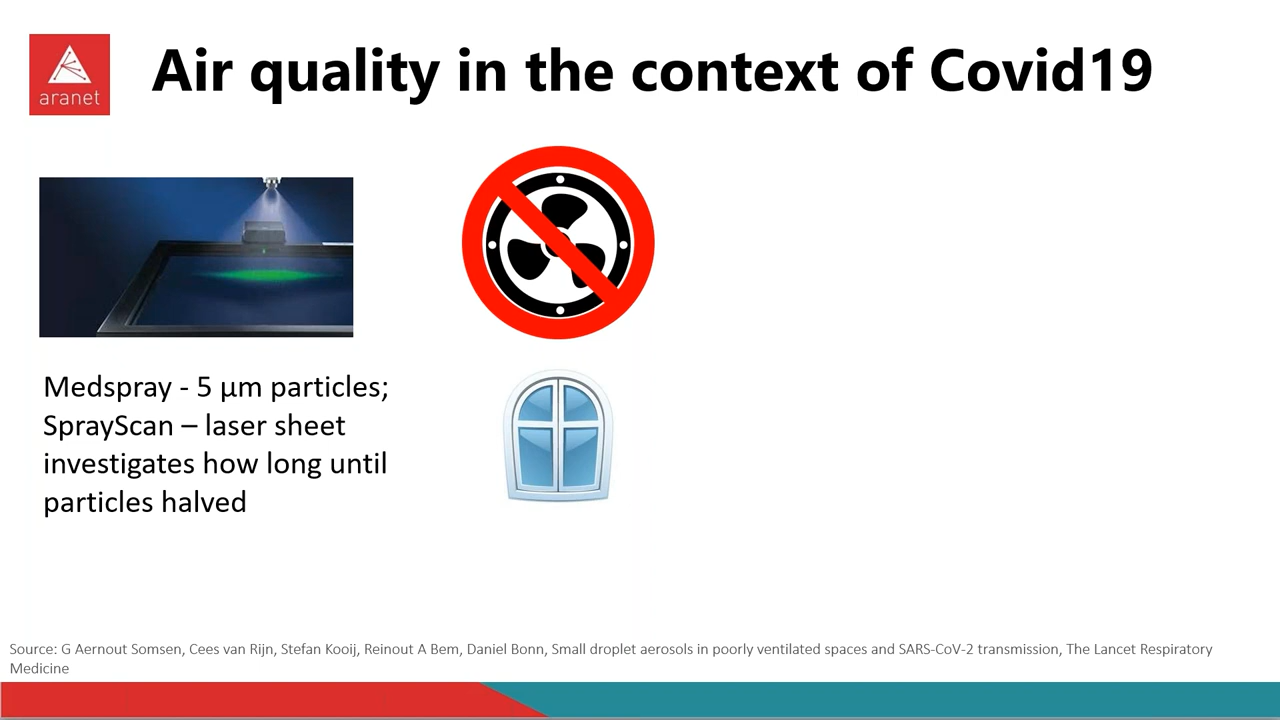 aranet
Air quality in the context of Covid19
Medspray - 5 µm particles;
SprayScan – laser sheet
investigates how long until
particles halved
Source: G Aernout Somsen, Cees van Rijn, Stefan Kooij, Reinout A Bem, Daniel Bonn, Small droplet aerosols in poorly ventilated spaces and SARS-CoV-2 transmission, The Lancet Respiratory
Medicine